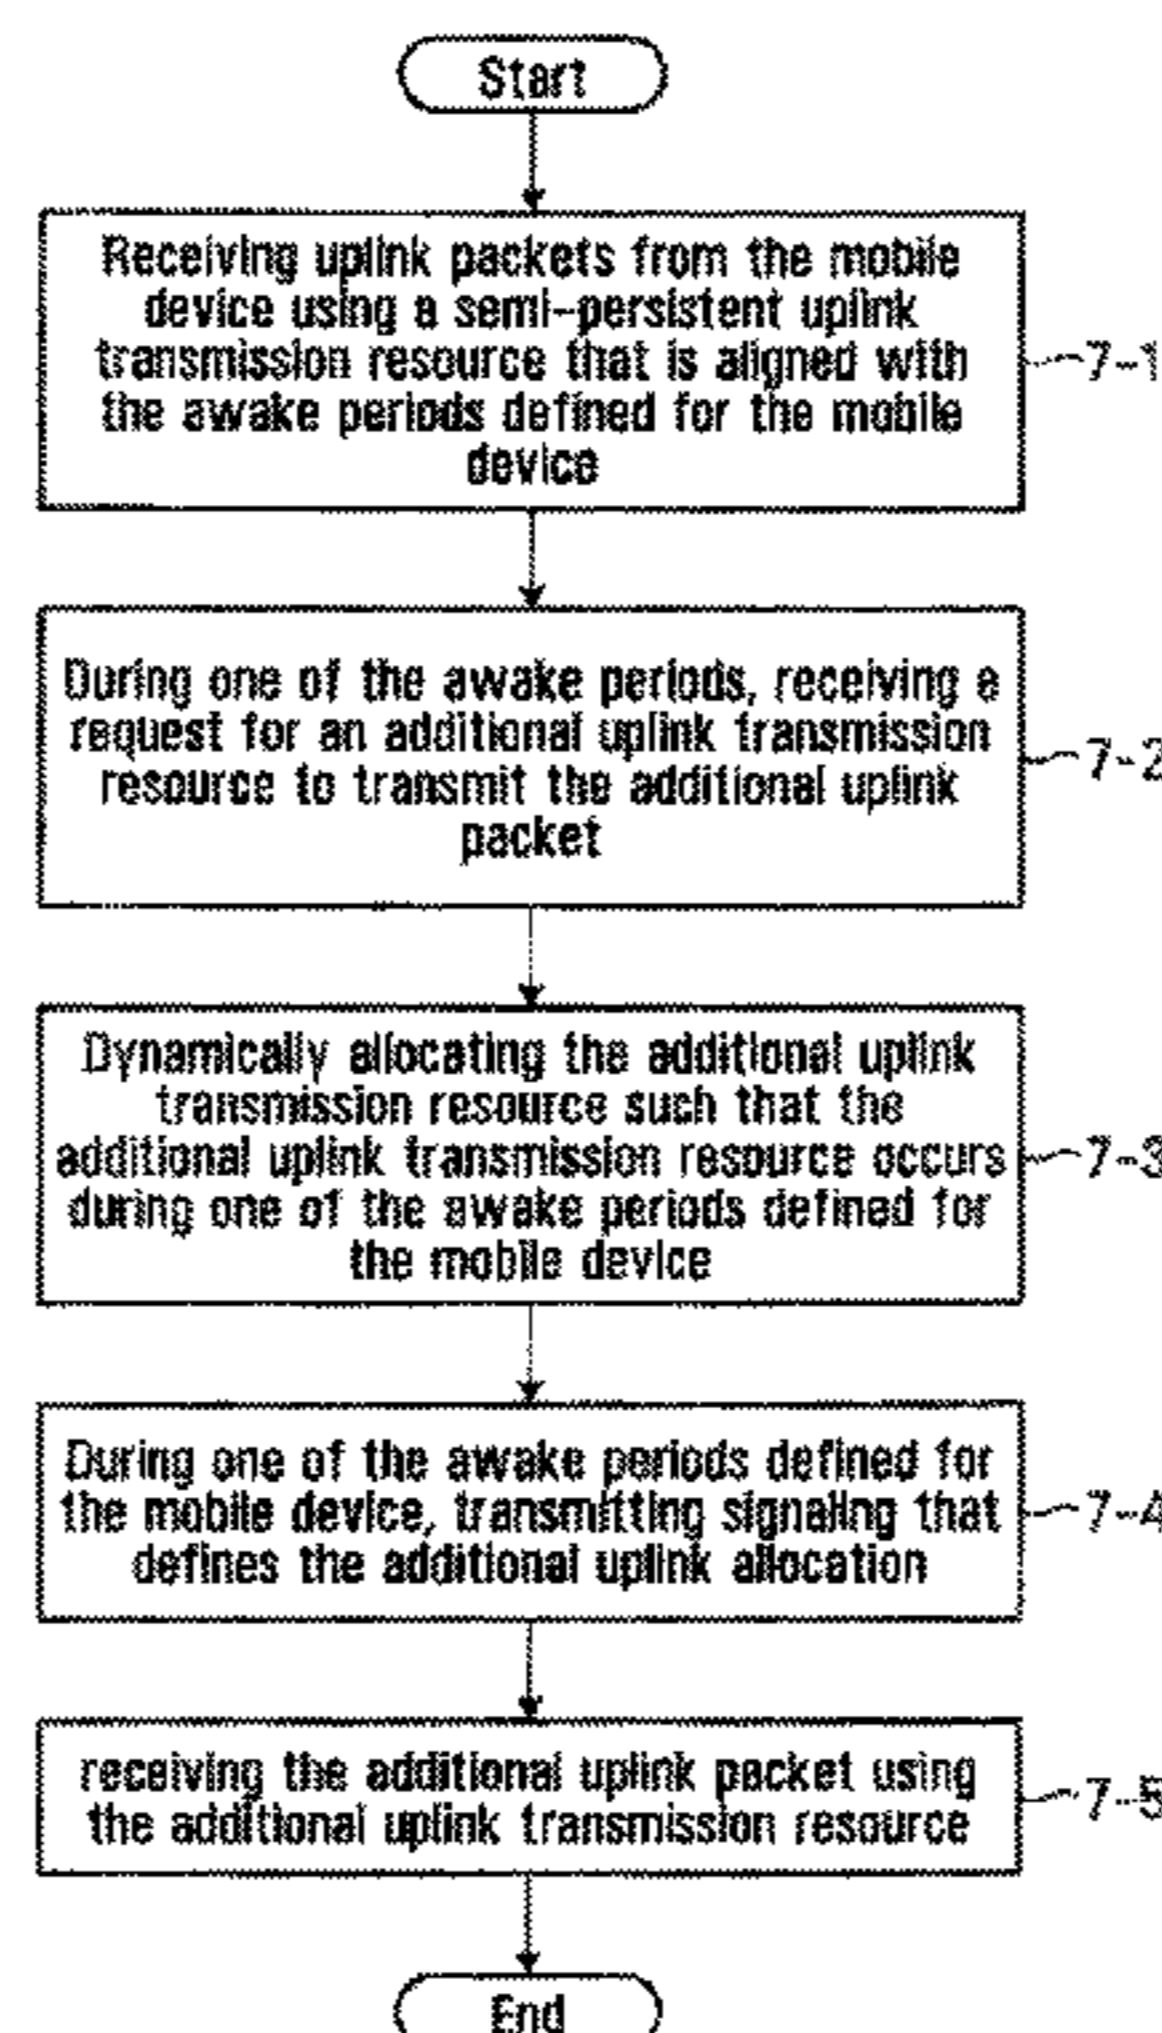 Start
Receiving uplink packets from the mobile
device using a semi-persistent uplink
transmission resource that is aligned with
the awake periods defined for the mobile
device
7-1
During one of the awake periods, receiving a
request for an additional uplink transmission
resource to transmit the additional uplink
packet
7-2
Dynamically allocating the additional uplink
transmission resource such that the
additional uplink transmission resource occurs
during one of the awake periods defined for
the mobile device
7-3
During one of the awake periods defined for
the mobile device, transmitting signaling that
defines the additional uplink allocation
7-4
receiving the additional uplink packet using
the additional uplink transmission resource
7-5
End